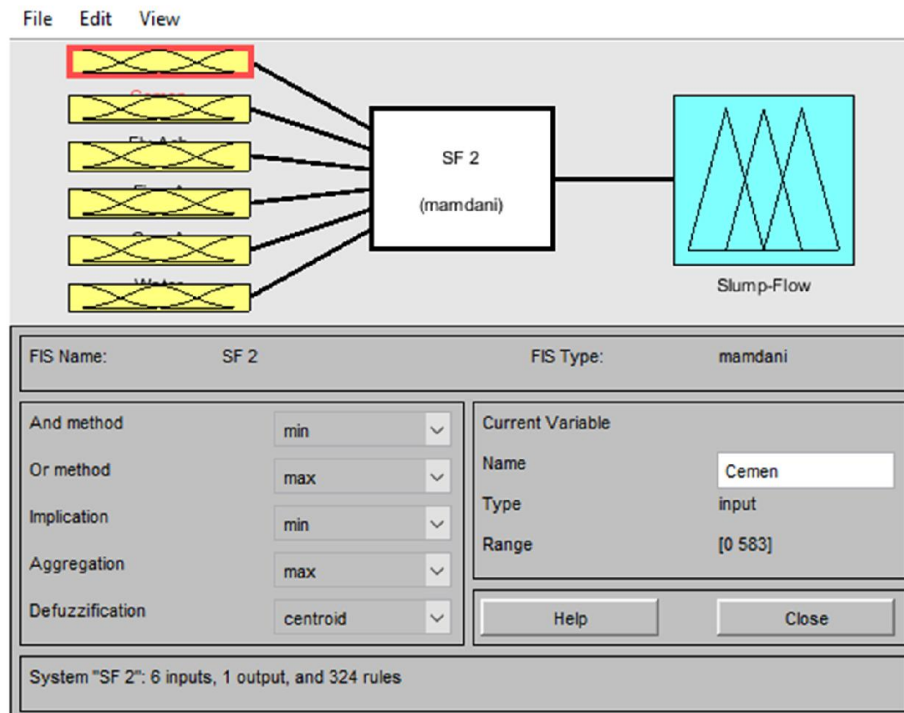 File Edit View
SF 2
(mamdani)
Slump-Flow
FIS Name: SF 2 FIS Type: mamdani
And method min
Or method max
Implication min
Aggregation max
Defuzzification centroid
Current Variable
Name Cemen
Type input
Range [0 583]
Help Close
System "SF 2": 6 inputs, 1 output, and 324 rules